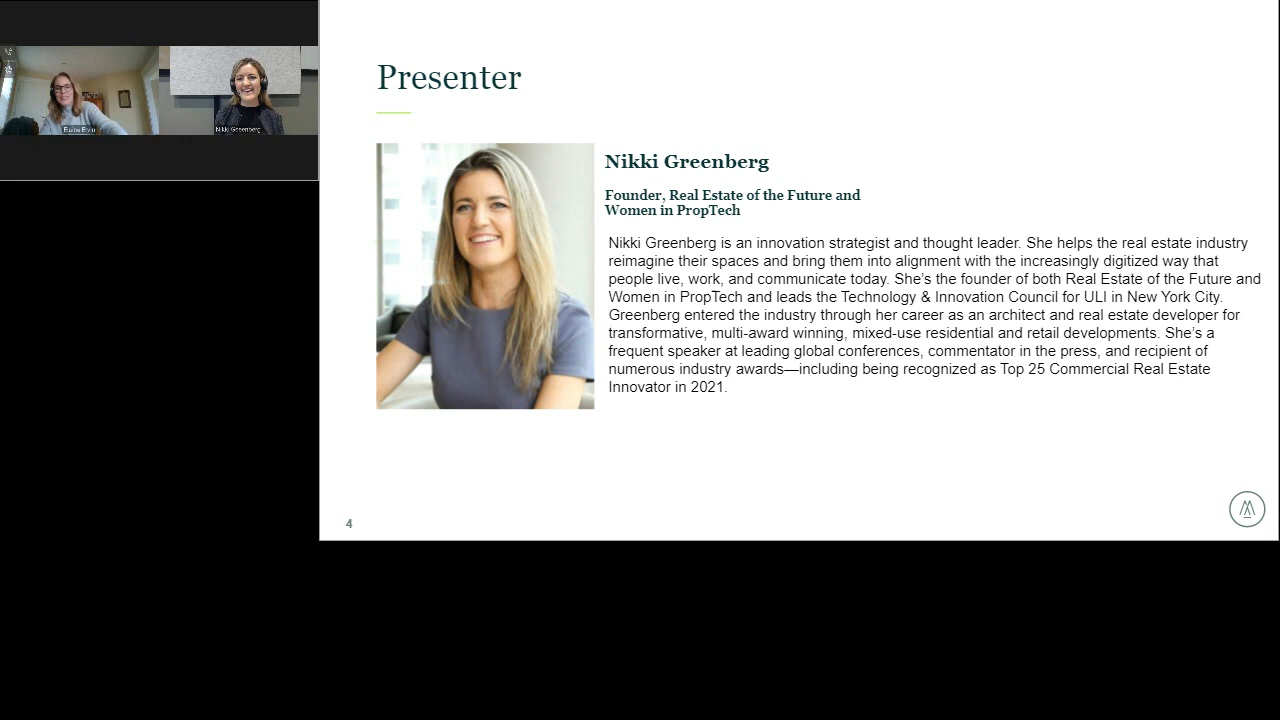 Elaine Ervin
Nikki Greenberg
Presenter
Nikki Greenberg
Founder, Real Estate of the Future and
Women in PropTech
Nikki Greenberg is an innovation strategist and thought leader. She helps the real estate industry
reimagine their spaces and bring them into alignment with the increasingly digitized way that
people live, work, and communicate today. She’s the founder of both Real Estate of the Future and
Women in PropTech and leads the Technology & Innovation Council for ULI in New York City.
Greenberg entered the industry through her career as an architect and real estate developer for
transformative, multi-award winning, mixed-use residential and retail developments. She’s a
frequent speaker at leading global conferences, commentator in the press, and recipient of
numerous industry awards—including being recognized as Top 25 Commercial Real Estate
Innovator in 2021.
4